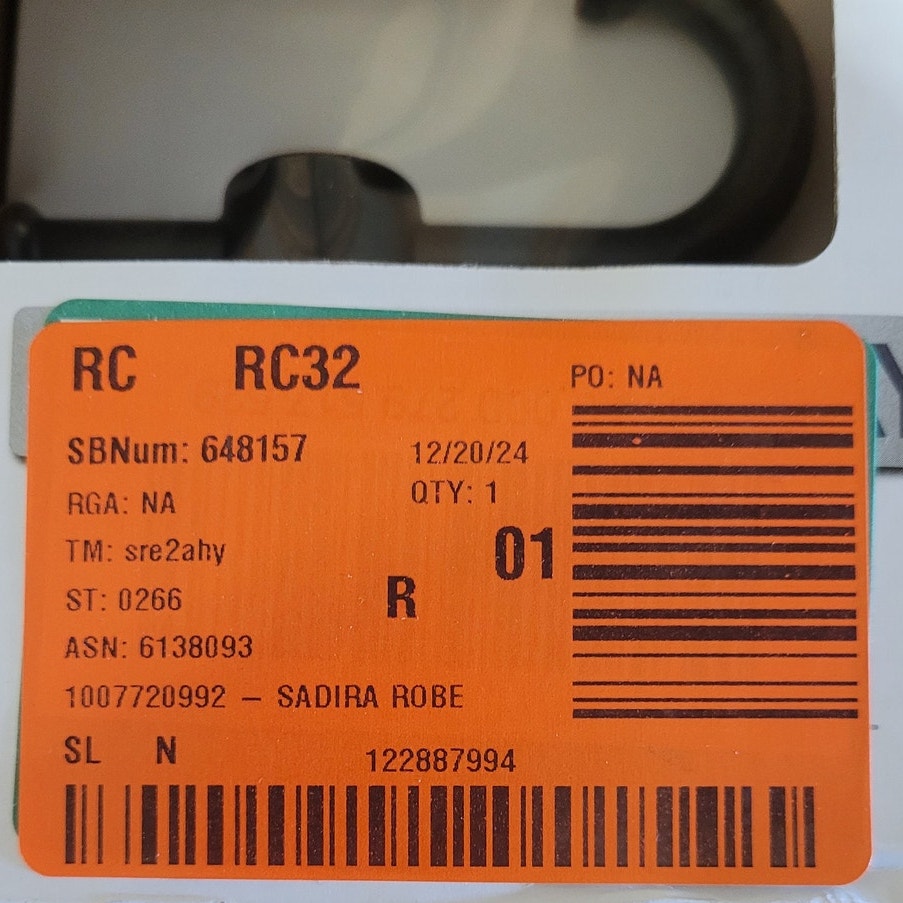 RC RC32
PO: NA
SBNum: 648157
12/20/24
RGA: NA
QTY: 1
TM: sre2ahy
01
ST: 0266
R
ASN: 6138093
1007720992 – SADIRA ROBE
SL N
122887994